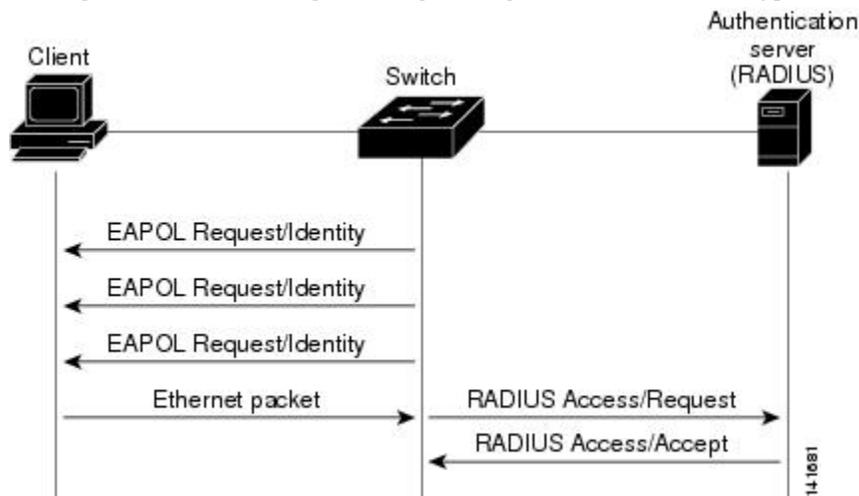 Client
Switch
Authentication
server
(RADIUS)
EAPOL Request/Identity
EAPOL Request/Identity
EAPOL Request/Identity
Ethernet packet
RADIUS Access/Request
RADIUS Access/Accept
141681